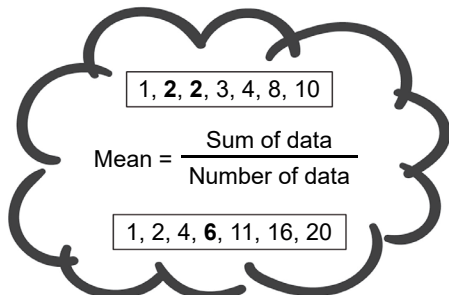 1, 2, 2, 3, 4, 8, 10
Sum of data
Mean =
Number of data
1, 2, 4, 6, 11, 16, 20